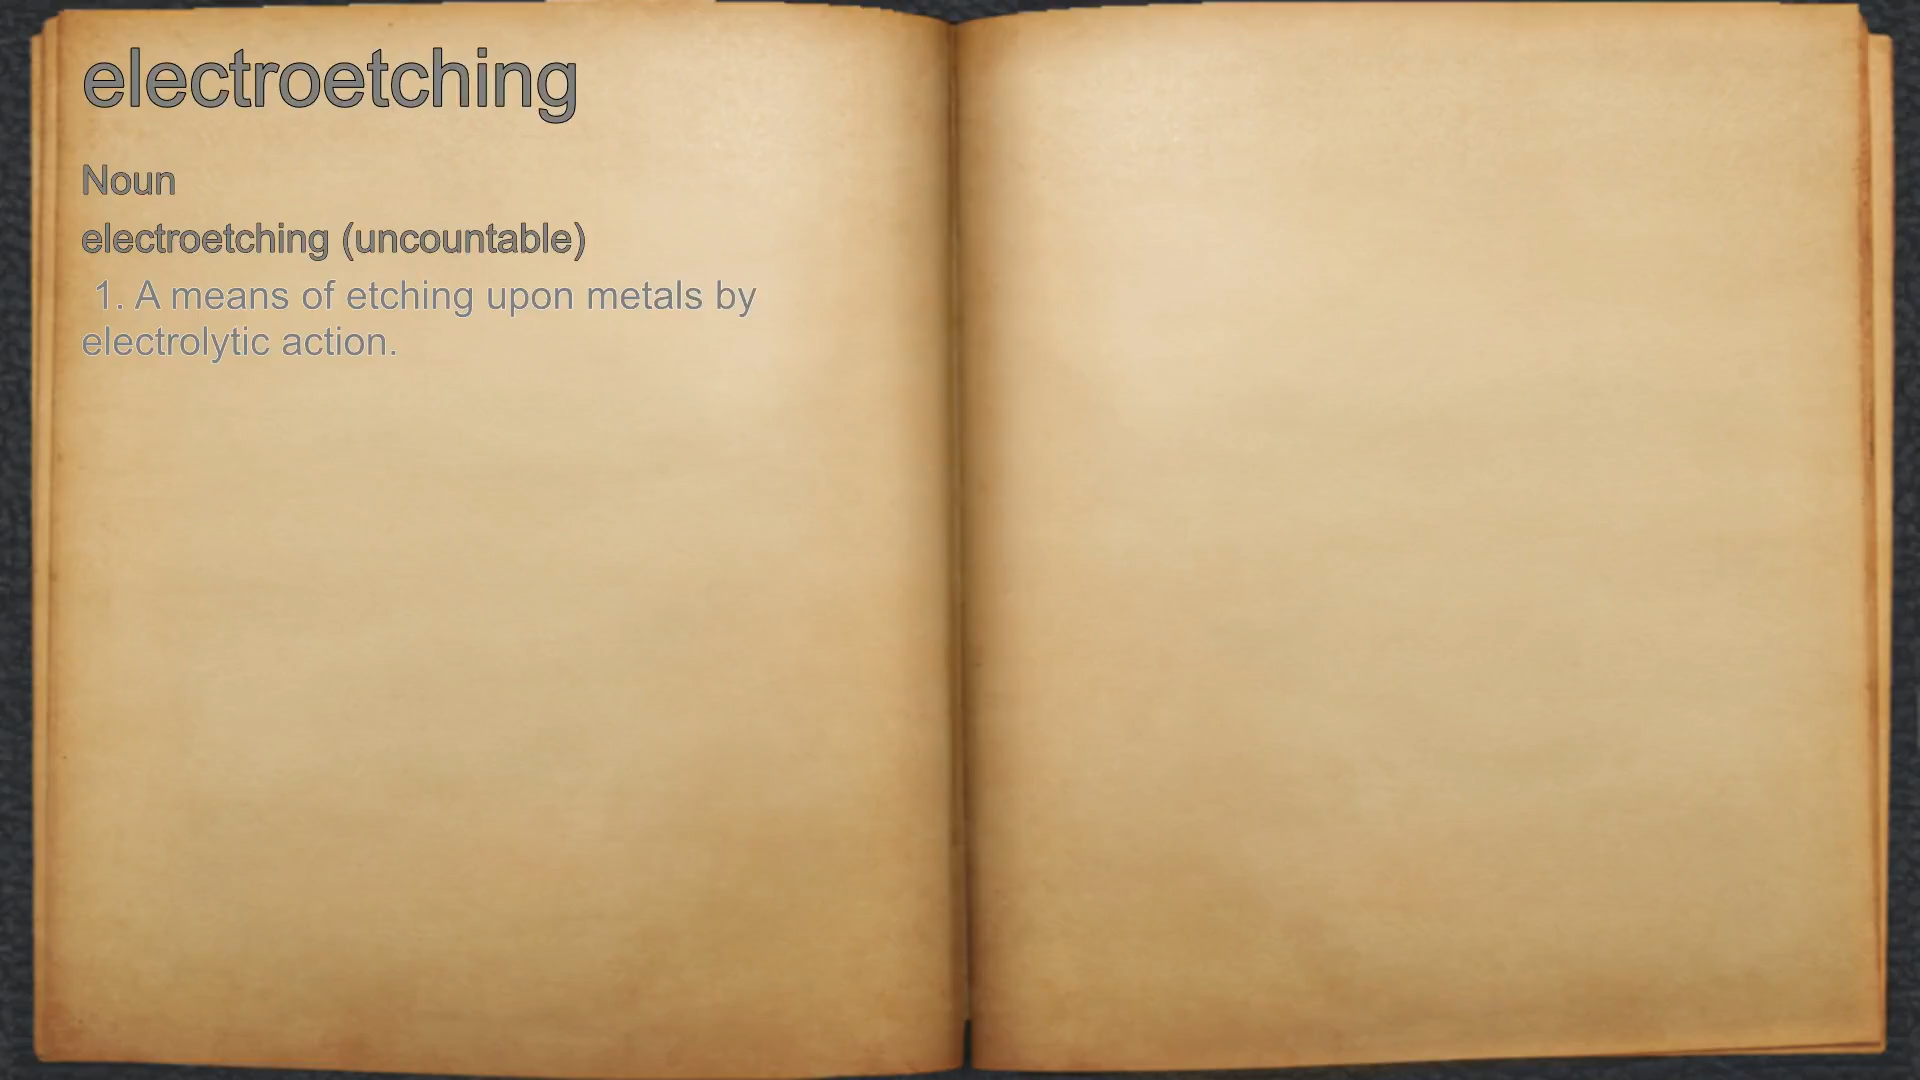 electroetching
Noun
electroetching (uncountable)
1. A means of etching upon metals by
electrolytic action.